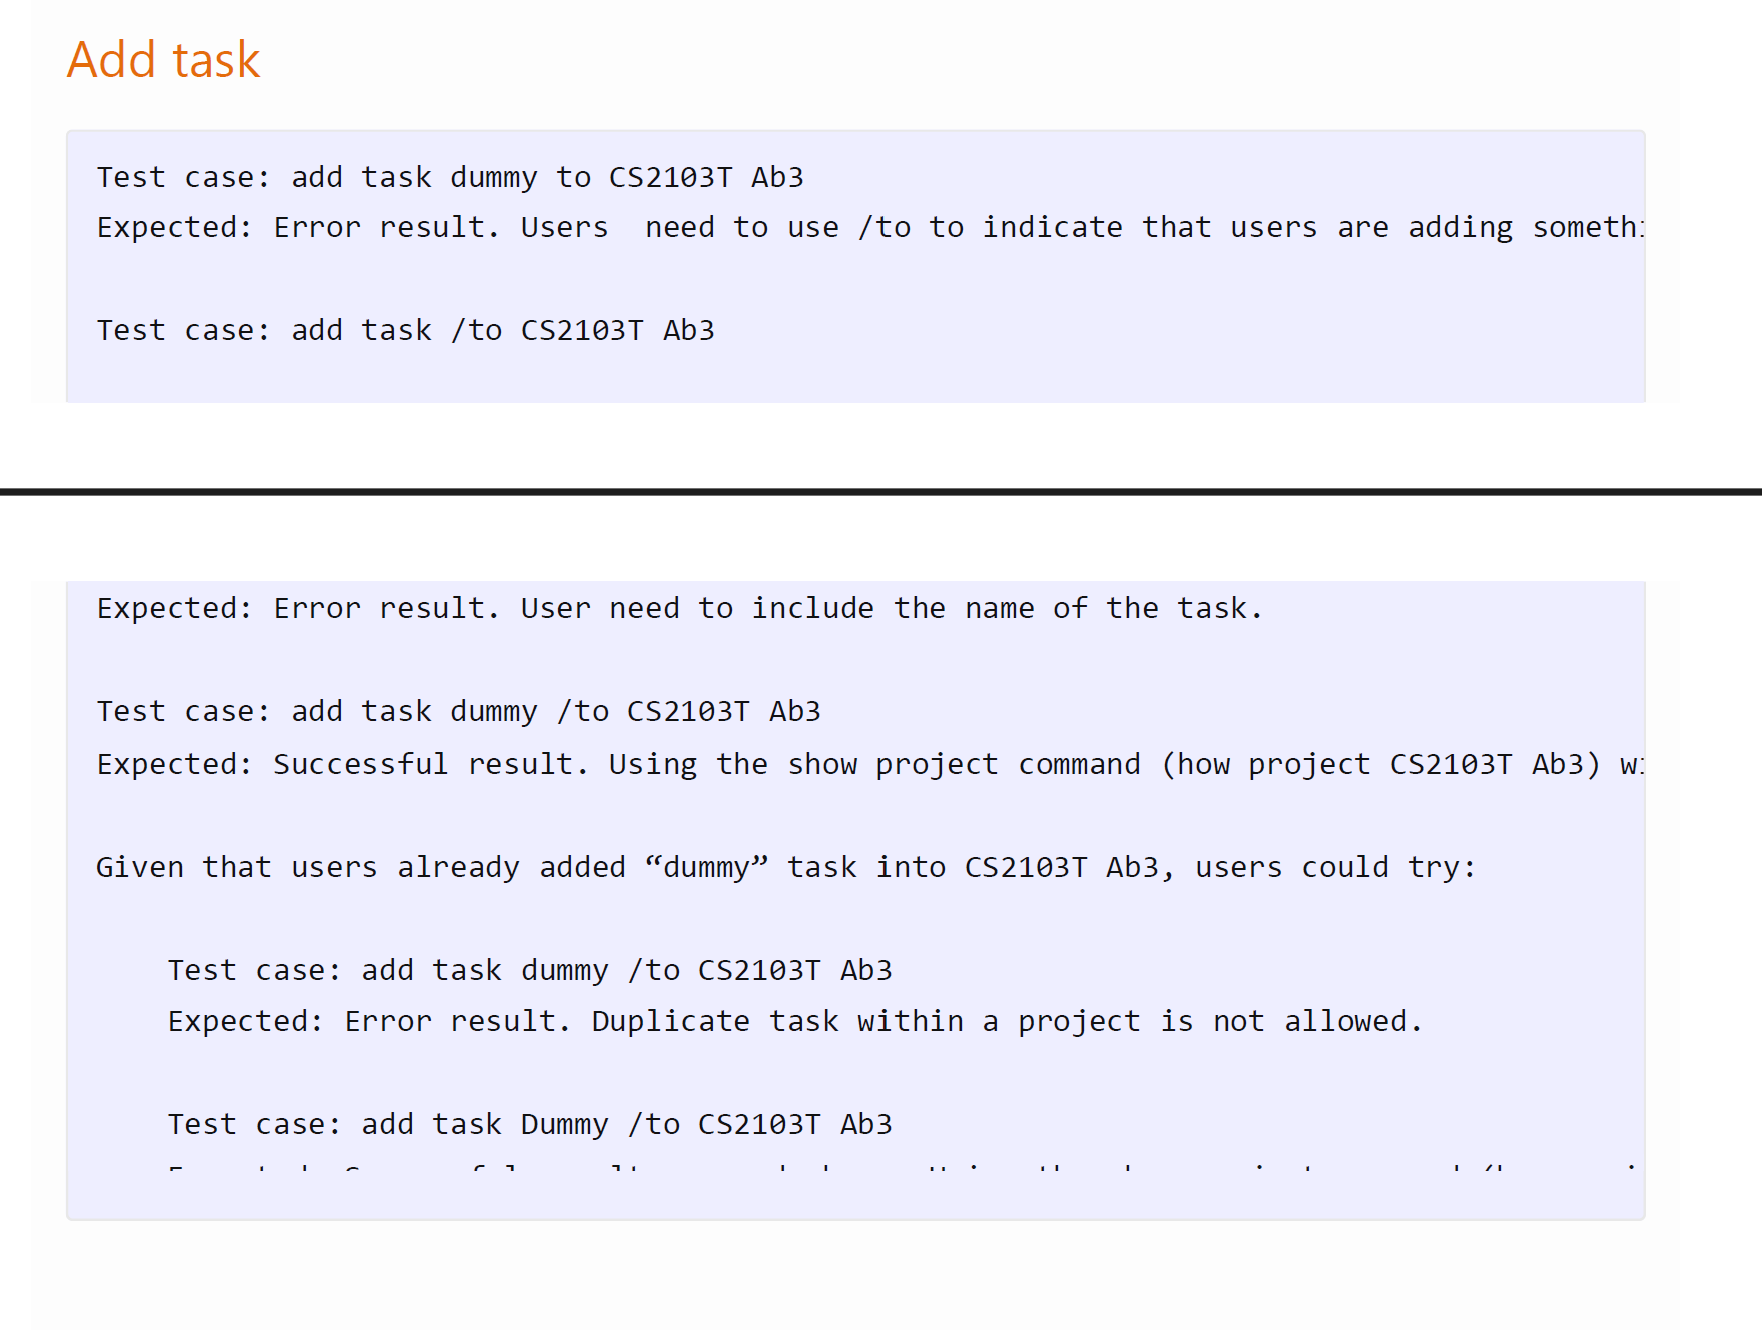 Add task
Test case: add task dummy to CS2103T Ab3
Expected: Error result. Users  need to use /to to indicate that users are adding
Test case: add task /to CS2103T Ab3
Expected: Error result. User need to include the name of the task.
Test case: add task dummy /to CS2103T Ab3
Expected: Successful result. Using the show project command (how project CS2103T Ab3)
Given that users already added “dummy” task into CS2103T Ab3, users could try:
Test case: add task dummy /to CS2103T Ab3
Expected: Error result. Duplicate task within a project is not allowed.
Test case: add task Dummy /to CS2103T Ab3